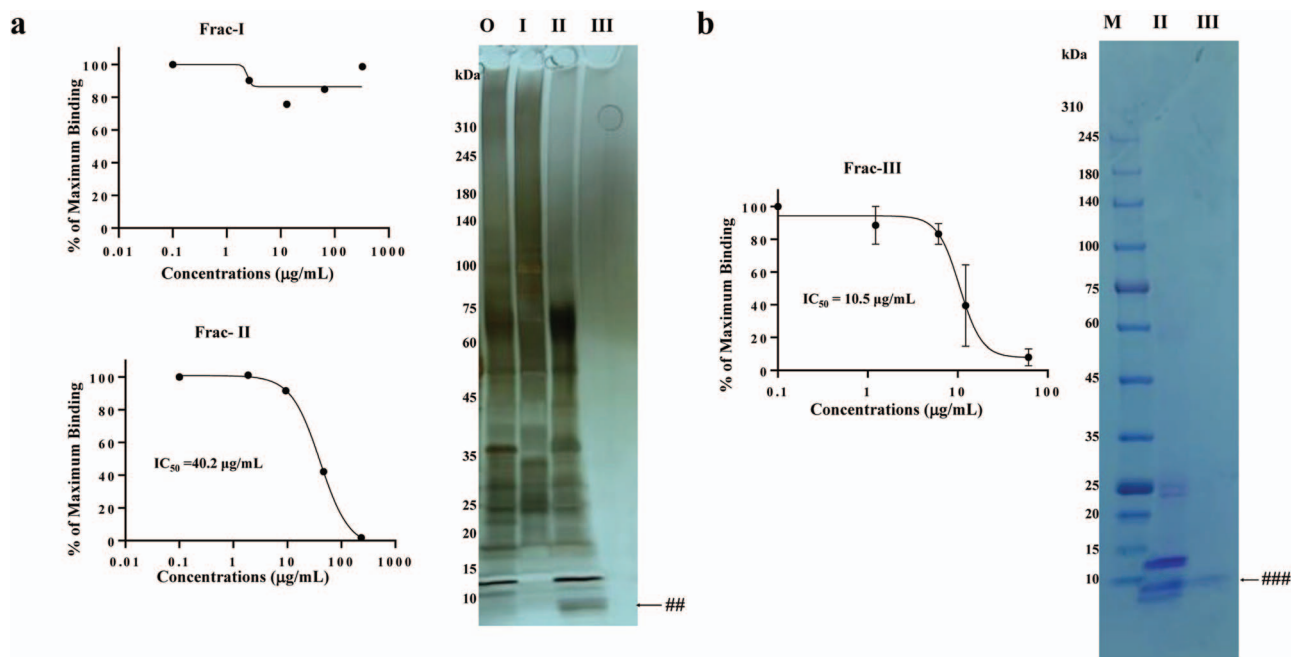 a
Frac-I
100
80
60
40
20
0
% of Maximum Binding
0.01 0.1 1 10 100 1000
Concentrations (µg/mL)
Frac- II
100
80
60
40
20
0
% of Maximum Binding
IC50 =40.2 µg/mL
0.01 0.1 1 10 100 1000
Concentrations (µg/mL)
O I II III
kDa
310
245
180
140
100
75
60
45
35
25
20
15
10
##
b
Frac-III
100
80
60
40
20
0
% of Maximum Binding
IC50 = 10.5 µg/mL
0.1 1 10 100
Concentrations (µg/mL)
M II III
kDa
310
245
180
140
100
75
60
45
35
25
20
15
10
###